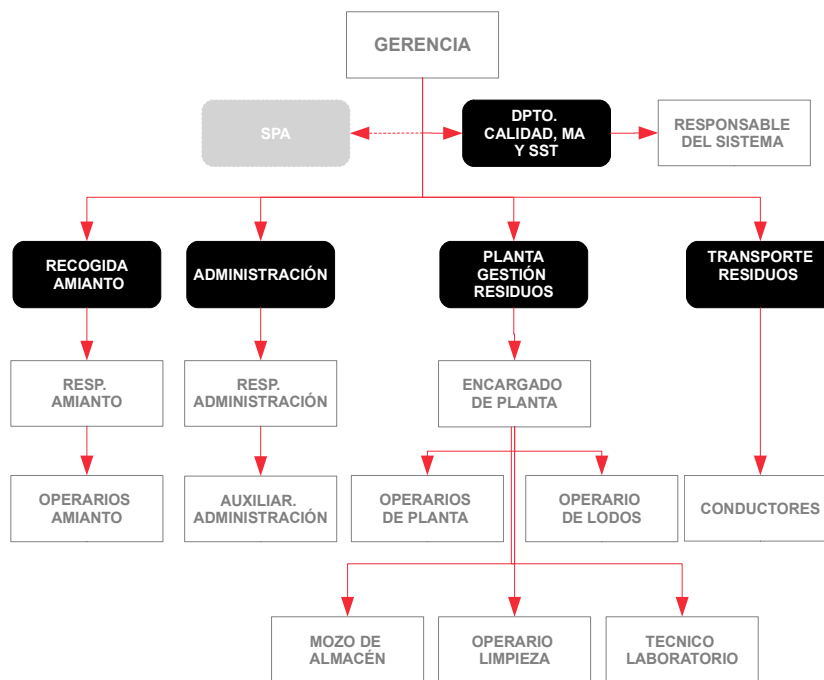 GERENCIA
SPA
DPTO.
CALIDAD, MA
Y SST
RESPONSABLE
DEL SISTEMA
RECOGIDA
AMIANTO
ADMINISTRACIÓN
PLANTA
GESTIÓN
RESIDUOS
TRANSPORTE
RESIDUOS
RESP.
AMIANTO
RESP.
ADMINISTRACIÓN
ENCARGADO
DE PLANTA
OPERARIOS
AMIANTO
AUXILIAR.
ADMINISTRACIÓN
OPERARIOS
DE PLANTA
OPERARIO
DE LODOS
CONDUCTORES
MOZO DE
ALMACÉN
OPERARIO
LIMPIEZA
TECNICO
LABORATORIO